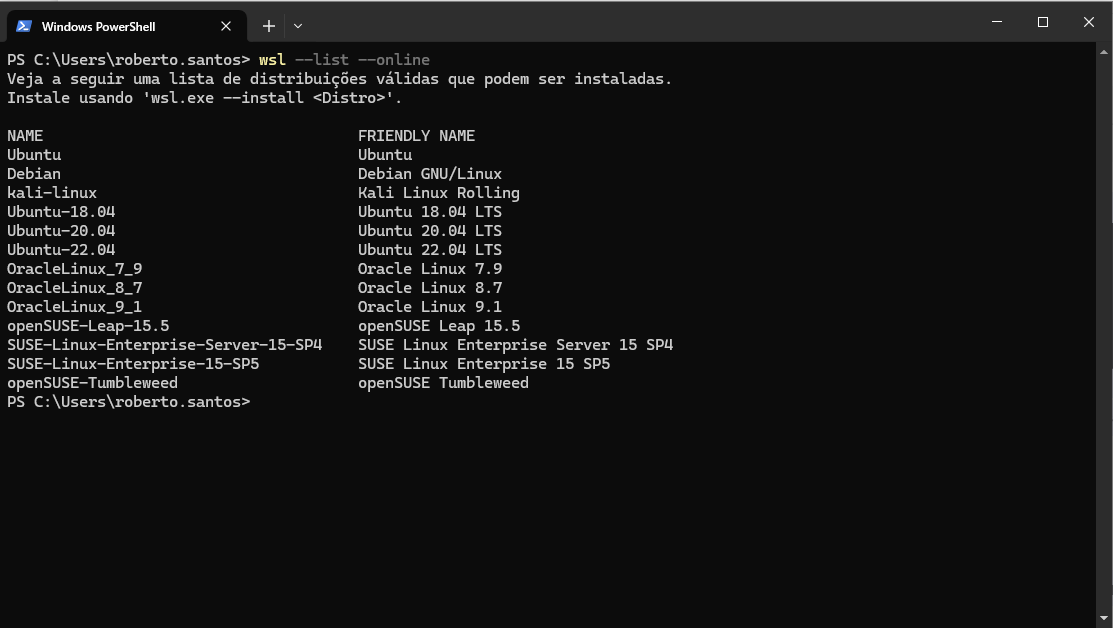 Windows PowerShell
PS C:\Users\roberto.santos> wsl --list --online
Veja a seguir uma lista de distribuições válidas que podem ser instaladas.
Instale usando 'wsl.exe --install <Distro>'.
NAME                                   FRIENDLY NAME
Ubuntu                                 Ubuntu
Debian                                 Debian GNU/Linux
kali-linux                             Kali Linux Rolling
Ubuntu-18.04                           Ubuntu 18.04 LTS
Ubuntu-20.04                           Ubuntu 20.04 LTS
Ubuntu-22.04                           Ubuntu 22.04 LTS
OracleLinux_7_9                        Oracle Linux 7.9
OracleLinux_8_7                        Oracle Linux 8.7
OracleLinux_9_1                        Oracle Linux 9.1
openSUSE-Leap-15.5                     openSUSE Leap 15.5
SUSE-Linux-Enterprise-Server-15-SP4    SUSE Linux Enterprise Server 15 SP4
SUSE-Linux-Enterprise-15-SP5           SUSE Linux Enterprise 15 SP5
openSUSE-Tumbleweed                    openSUSE Tumbleweed
PS C:\Users\roberto.santos>